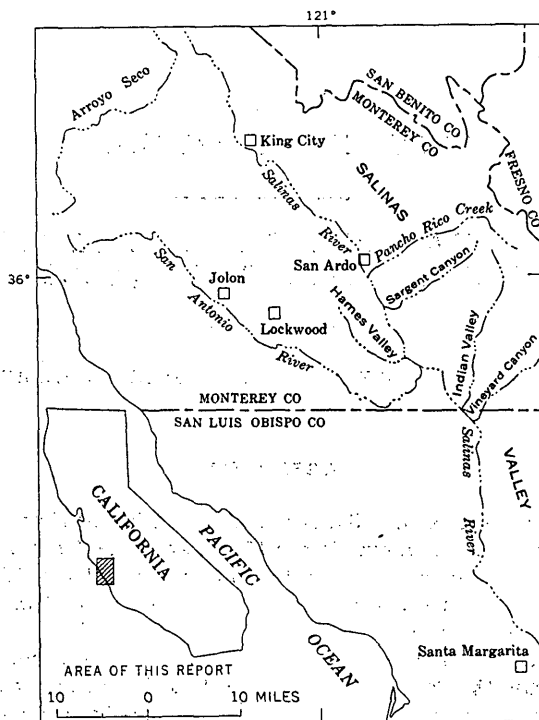 121°
Arroyo Seco
SAN BENITO CO
MONTEREY CO
King City
FRESNO CO
SALINAS
Salinas
River
Pancho Rico Creek
San Ardo
Sargent Canyon
36°
San
Antonio
River
Jolon
Lockwood
Hames Valley
Indian Valley
Vineyard Canyon
MONTEREY CO
SAN LUIS OBISPO CO
Salinas
River
VALLEY
CALIFORNIA
PACIFIC
OCEAN
Santa Margarita
AREA OF THIS REPORT
10 0 10 MILES